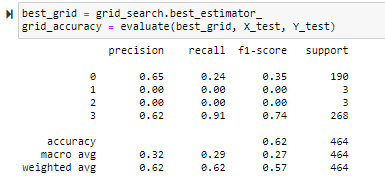 best_grid = grid_search.best_estimator_
grid_accuracy = evaluate(best_grid, X_test, Y_test)
precision recall f1-score support
0 0.65 0.24 0.35 190
1 0.00 0.00 0.00 3
2 0.00 0.00 0.00 3
3 0.62 0.91 0.74 268
accuracy 0.62 464
macro avg 0.32 0.29 0.27 464
weighted avg 0.62 0.62 0.57 464